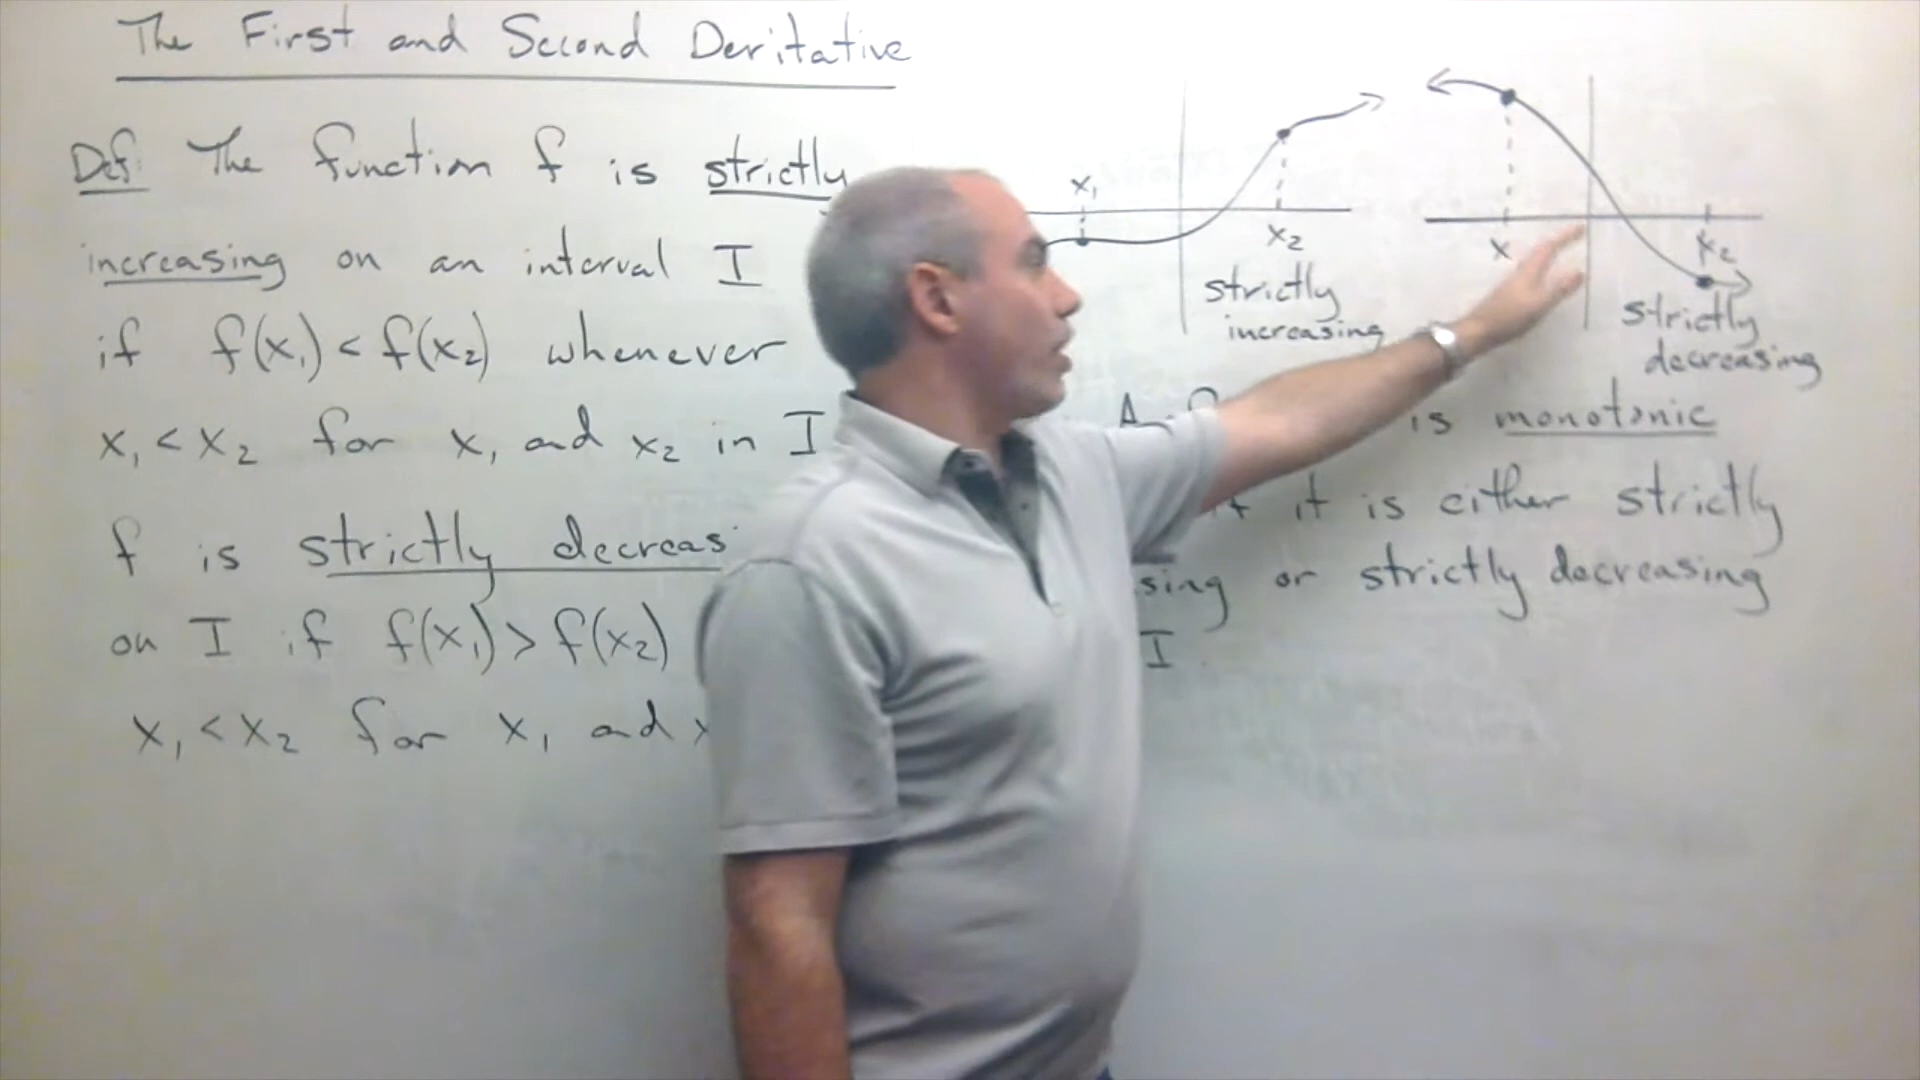 The First and Second Deritative
Def: The function f is strictly
increasing on an interval I
if f(x₁) < f(x₂) whenever
x₁ < x₂ for x₁ and x₂ in I
f is strictly decreas
on I if f(x₁) > f(x₂)
x₁ < x₂ for x₁ and x
x₁
x₂
strictly
increasing
x
x₂
strictly
decreasing
is monotonic
it is either strictly
sing or strictly decreasing
I